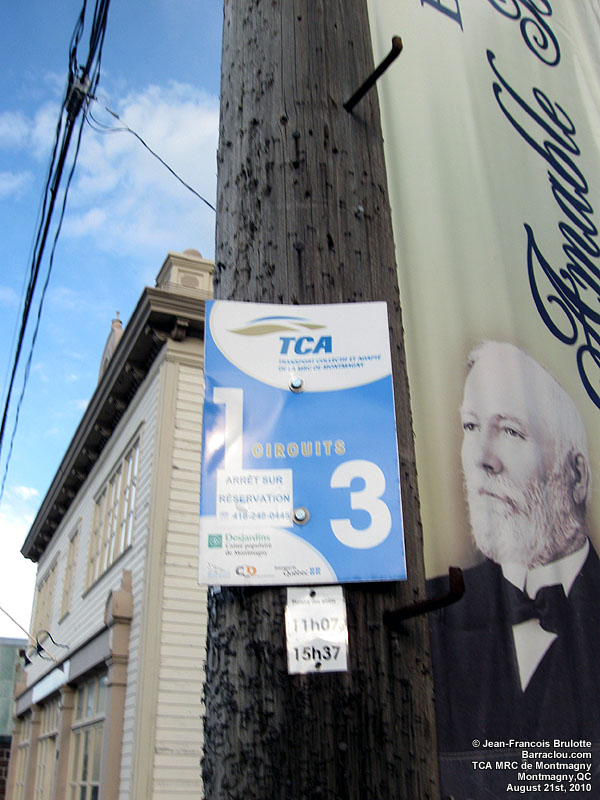 Amable
TCA
TRANSPORT COLLECTIF ET ADAPTÉ
DE LA MRC DE MONTMAGNY
1
CIRCUITS
ARRÊT SUR
RÉSERVATION
418-248-0445
3
Desjardins
Caisse populaire
de Montmagny
Québec
11h07
15h37
© Jean-Francois Brulotte
Barraclou.com
TCA MRC de Montmagny
Montmagny,QC
August 21st, 2010